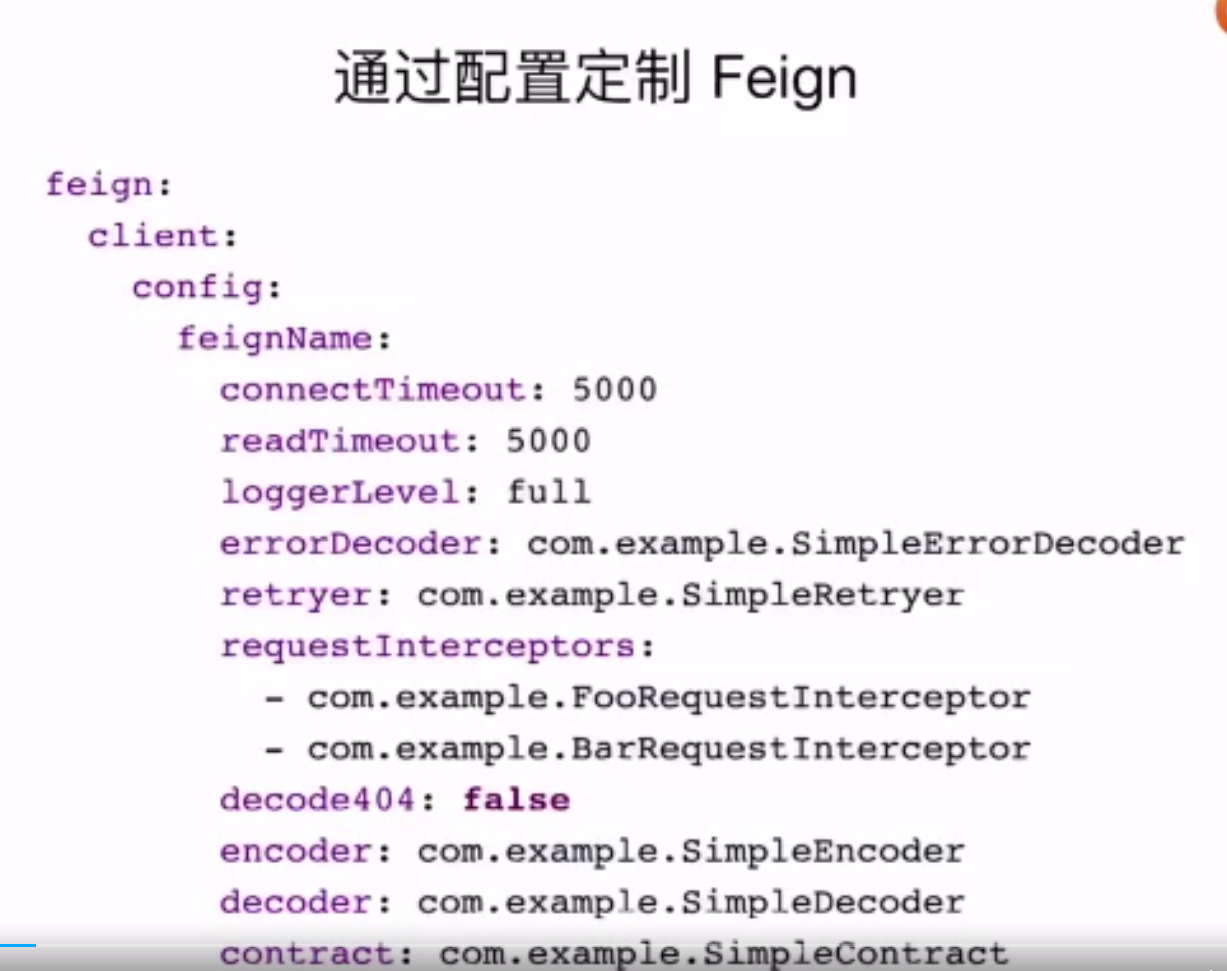 通过配置定制 Feign
feign:
  client:
    config:
      feignName:
        connectTimeout: 5000
        readTimeout: 5000
        loggerLevel: full
        errorDecoder: com.example.SimpleErrorDecoder
        retryer: com.example.SimpleRetryer
        requestInterceptors:
          - com.example.FooRequestInterceptor
          - com.example.BarRequestInterceptor
        decode404: false
        encoder: com.example.SimpleEncoder
        decoder: com.example.SimpleDecoder
        contract: com.example.SimpleContract